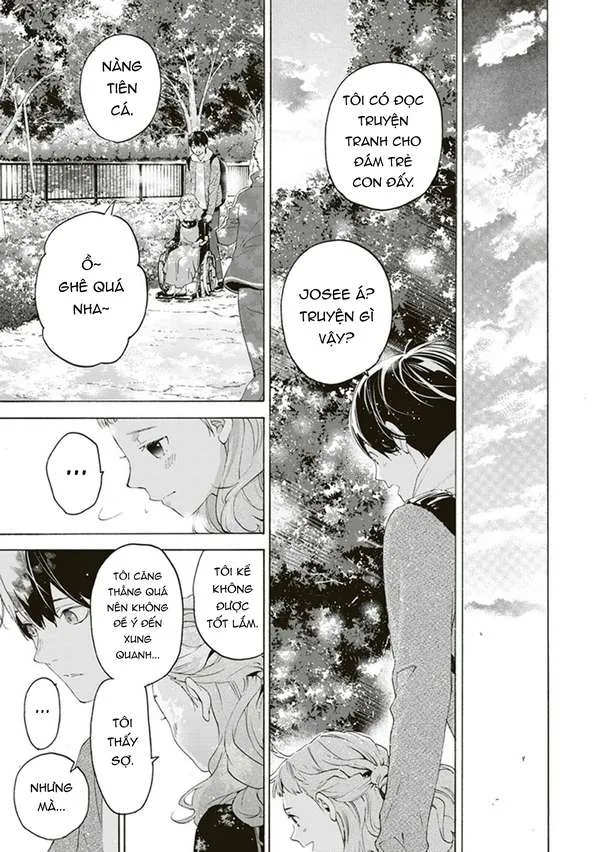 TÔI CÓ ĐỌC
TRUYỆN
TRANH CHO
ĐÁM TRẺ
CON ĐẤY.
JOSEE Á?
TRUYỆN GÌ
VẬY?
NÀNG
TIÊN
CÁ.
Ồ~
GHÊ QUÁ
NHA~
...
TÔI KỂ
KHÔNG
ĐƯỢC
TỐT LẮM.
TÔI CĂNG
THẲNG QUÁ
NÊN KHÔNG
ĐỂ Ý ĐẾN
XUNG
QUANH...
TÔI
THẤY
SỢ.
...
NHƯNG
MÀ...